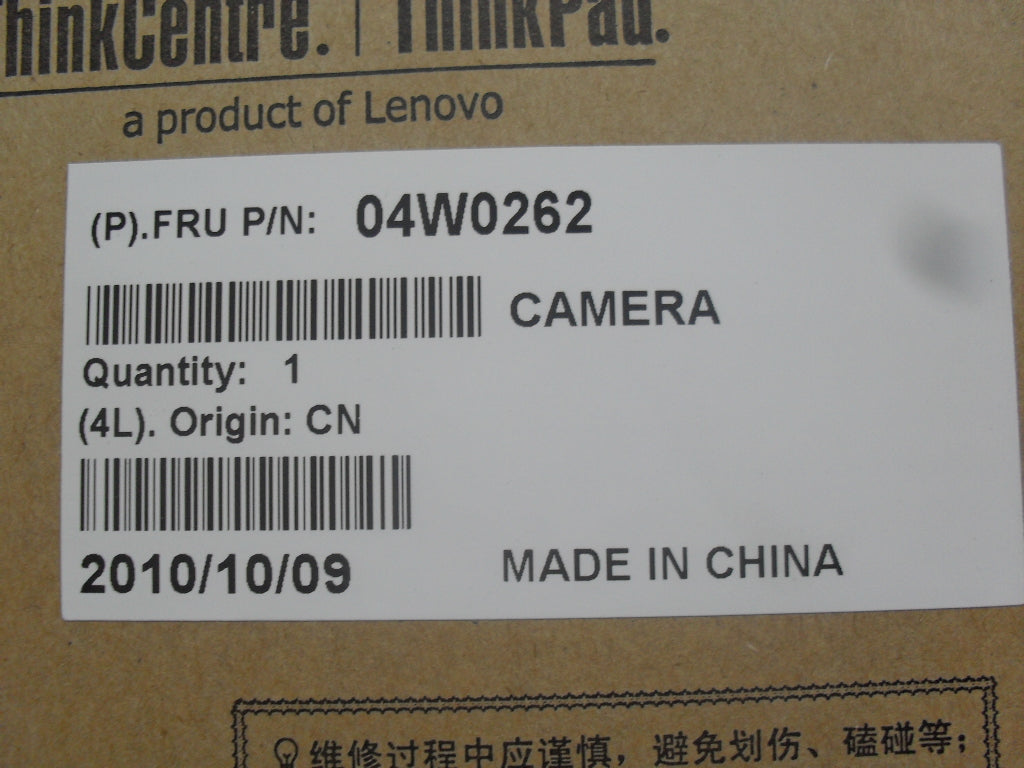 ThinkCentre. | ThinkPad.
a product of Lenovo
(P).FRU P/N: 04W0262
CAMERA
Quantity: 1
(4L). Origin: CN
2010/10/09 MADE IN CHINA
维修过程中应谨慎，避免划伤、磕碰等；